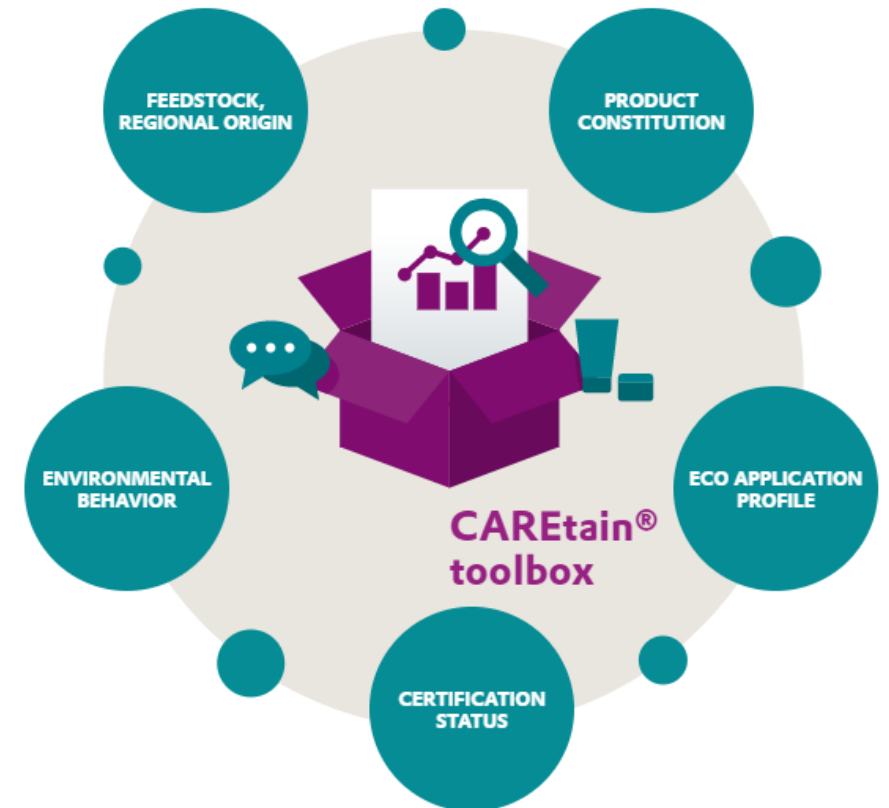 FEEDSTOCK,
REGIONAL ORIGIN
PRODUCT
CONSTITUTION
ENVIRONMENTAL
BEHAVIOR
ECO APPLICATION
PROFILE
CAREtain®
toolbox
CERTIFICATION
STATUS